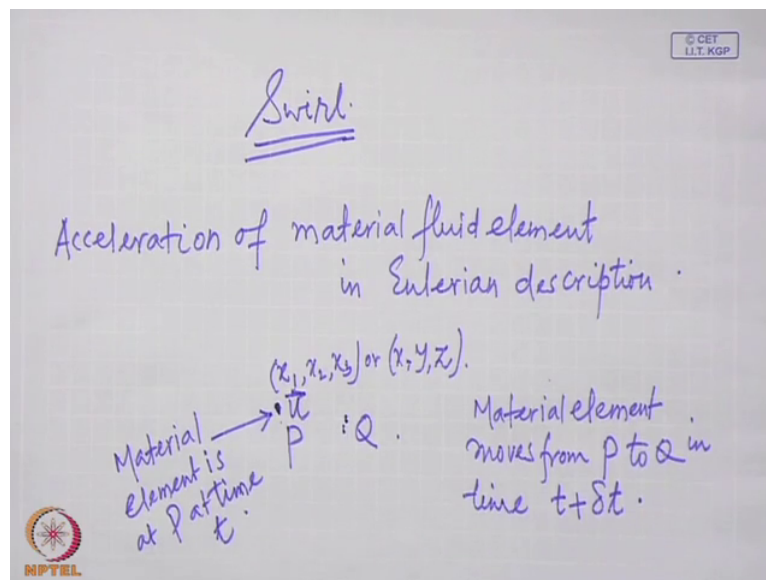 © CET
I.I.T. KGP
Swirl.
Acceleration of material fluid element
in Eulerian description.
(x₁, x₂, x₃) or (x, y, z).
u⃗
P
Q.
Material
element is
at P at time
t.
Material element
moves from P to Q in
time t+δt.
NPTEL